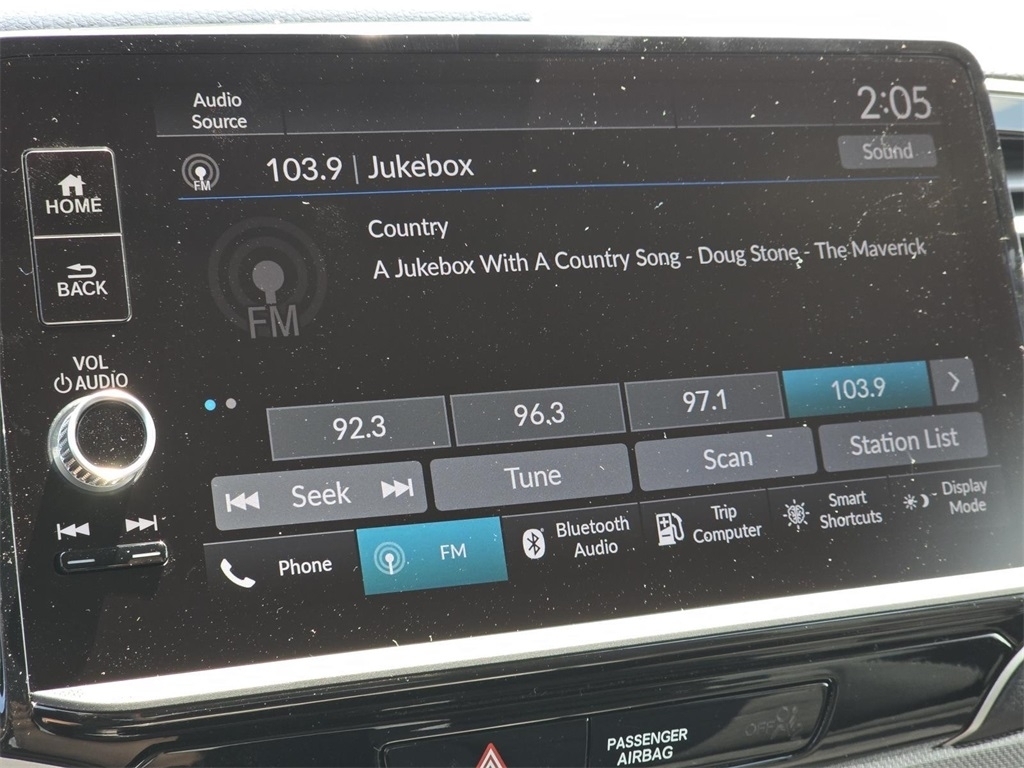 Audio
Source
2:05
FM
103.9 | Jukebox
Sound
HOME
Country
A Jukebox With A Country Song - Doug Stone - The Maverick
BACK
FM
VOL
AUDIO
92.3
96.3
97.1
103.9
Seek
Tune
Scan
Station List
Phone
FM
Bluetooth
Audio
Trip
Computer
Smart
Shortcuts
Display
Mode
PASSENGER
AIRBAG
OFF